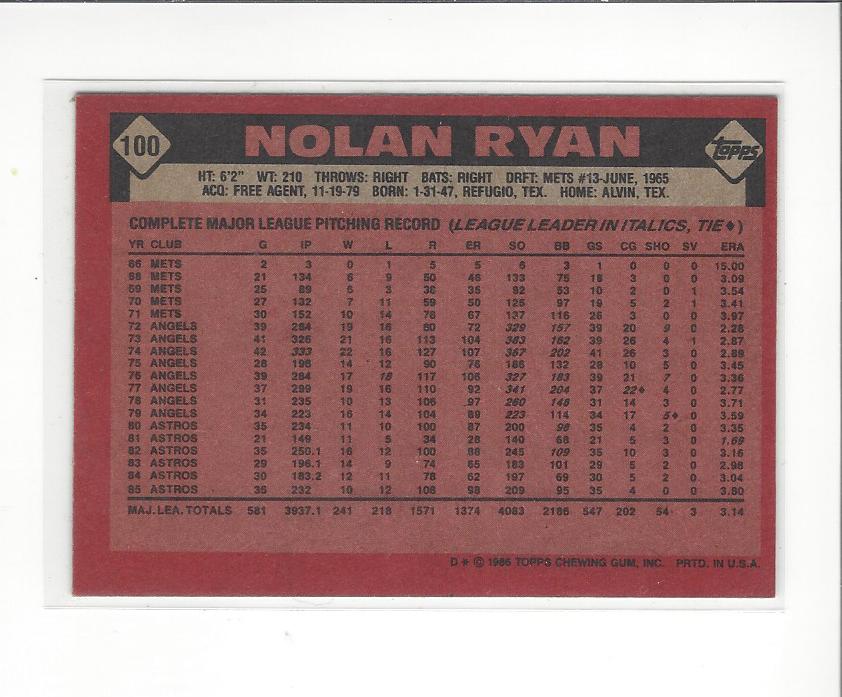 100 NOLAN RYAN topps
HT: 6'2" WT: 210 THROWS: RIGHT BATS: RIGHT DRFT: METS #13-JUNE, 1965
ACQ: FREE AGENT, 11-19-79 BORN: 1-31-47, REFUGIO, TEX. HOME: ALVIN, TEX.
COMPLETE MAJOR LEAGUE PITCHING RECORD (LEAGUE LEADER IN ITALICS, TIE♦)
YR CLUB G IP W L R ER SO BB GS CG SHO SV ERA
66 METS 2 3 0 1 5 5 6 3 1 0 0 0 15.00
68 METS 21 134 6 9 50 46 133 75 18 3 0 0 3.09
69 METS 25 89 6 3 38 35 92 53 10 2 0 1 3.54
70 METS 27 132 7 11 59 50 125 97 19 5 2 1 3.41
71 METS 30 152 10 14 78 67 137 116 26 3 0 0 3.97
72 ANGELS 39 284 19 16 80 72 329 157 39 20 9 0 2.28
73 ANGELS 41 326 21 16 113 104 383 162 39 26 4 1 2.87
74 ANGELS 42 333 22 16 127 107 367 202 41 26 3 0 2.89
75 ANGELS 28 198 14 12 90 76 186 132 28 10 5 0 3.45
76 ANGELS 39 284 17 18 117 106 327 183 39 21 7 0 3.36
77 ANGELS 37 299 19 16 110 92 341 204 37 22♦ 4 0 2.77
78 ANGELS 31 235 10 13 106 97 260 148 31 14 3 0 3.71
79 ANGELS 34 223 16 14 104 89 223 114 34 17 5♦ 0 3.59
80 ASTROS 35 234 11 10 100 87 200 98 35 4 2 0 3.35
81 ASTROS 21 149 11 5 34 28 140 68 21 5 3 0 1.69
82 ASTROS 35 250.1 16 12 100 88 245 109 35 10 3 0 3.16
83 ASTROS 29 196.1 14 9 74 65 183 101 29 5 2 0 2.98
84 ASTROS 30 183.2 12 11 78 62 197 69 30 5 2 0 3.04
85 ASTROS 35 232 10 12 108 98 209 95 35 4 0 0 3.80
MAJ. LEA. TOTALS 581 3937.1 241 218 1571 1374 4083 2186 547 202 54 3 3.14
D * © 1986 TOPPS CHEWING GUM, INC. PRTD. IN U.S.A.